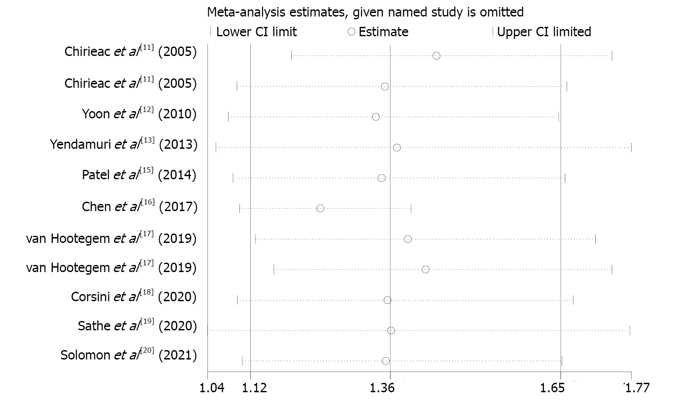 Meta-analysis estimates, given named study is omitted
Lower CI limit Estimate Upper CI limited
Chirieac et al[11] (2005)
Chirieac et al[11] (2005)
Yoon et al[12] (2010)
Yendamuri et al[13] (2013)
Patel et al[15] (2014)
Chen et al[16] (2017)
van Hootegem et al[17] (2019)
van Hootegem et al[17] (2019)
Corsini et al[18] (2020)
Sathe et al[19] (2020)
Solomon et al[20] (2021)
1.04 1.12 1.36 1.65 1.77